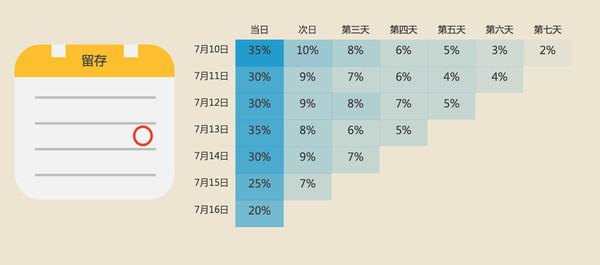 留存
当日 次日 第三天 第四天 第五天 第六天 第七天
7月10日 35% 10% 8% 6% 5% 3% 2%
7月11日 30% 9% 7% 6% 4% 4%
7月12日 30% 9% 8% 7% 5%
7月13日 35% 8% 6% 5%
7月14日 30% 9% 7%
7月15日 25% 7%
7月16日 20%